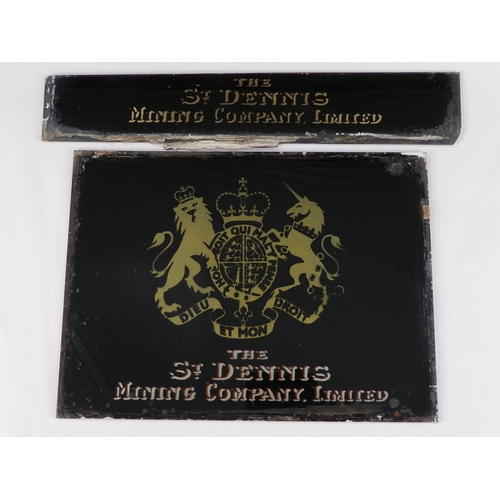 THE
ST DENNIS
MINING COMPANY, LIMITED
SOIT QUI MAL Y PENSE
HONI
DIEU ET MON DROIT
THE
ST DENNIS
MINING COMPANY, LIMITED